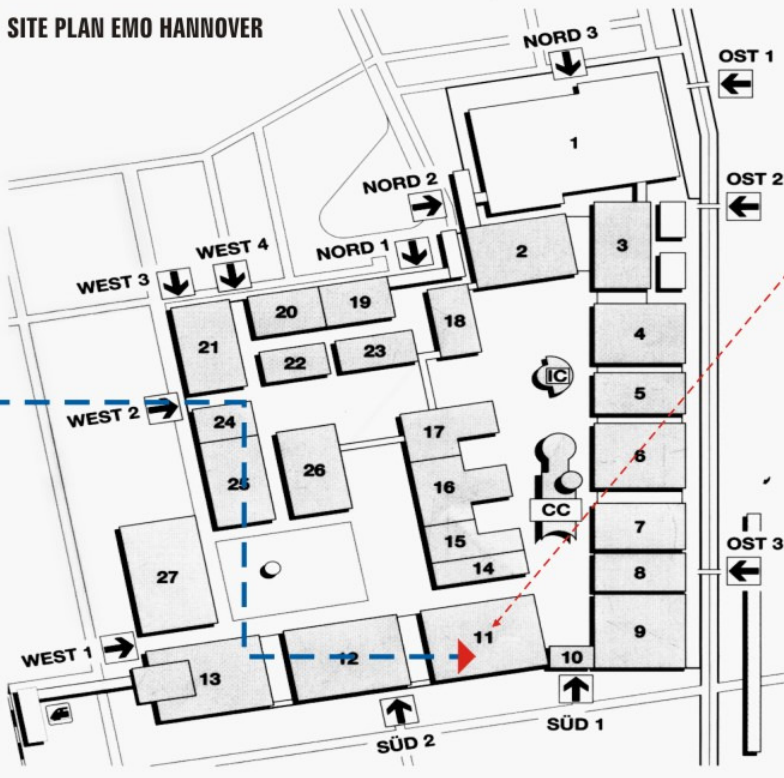 SITE PLAN EMO HANNOVER
NORD 3
OST 1
1
NORD 2
OST 2
WEST 4
NORD 1
2
3
WEST 3
20
19
18
21
22
23
4
IC
5
WEST 2
24
17
25
26
6
16
CC
7
15
14
OST 3
8
27
11
9
WEST 1
12
10
13
SÜD 1
SÜD 2